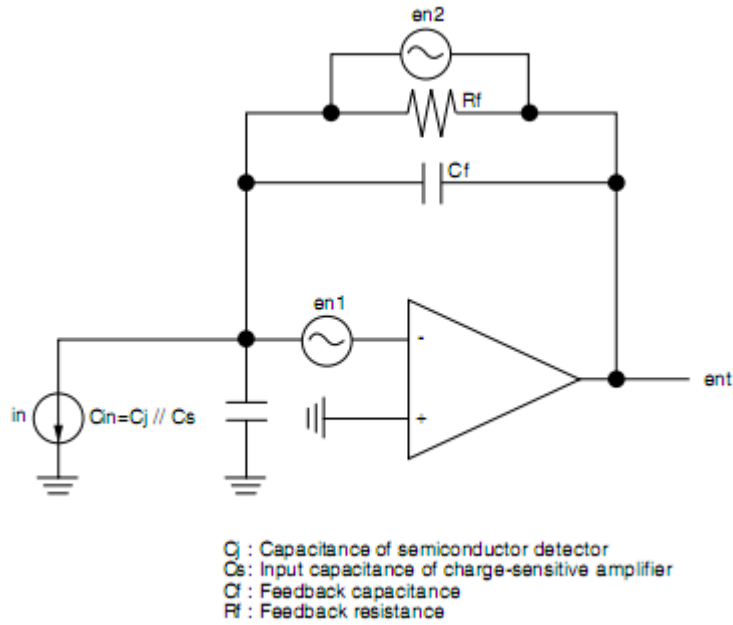 en2
Rf
Cf
en1
-
ent
in
Cin=Cj // Cs
+
Cj : Capacitance of semiconductor detector
Cs: Input capacitance of charge-sensitive amplifier
Cf : Feedback capacitance
Rf : Feedback resistance